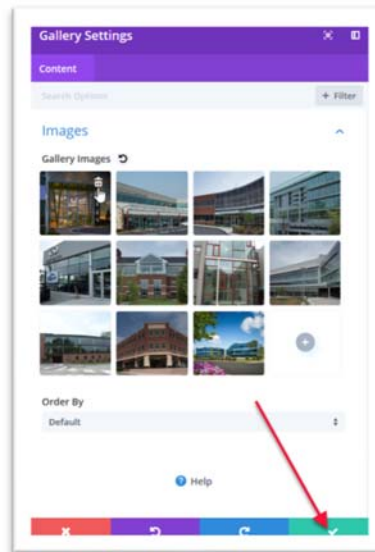 Gallery Settings
Content
Search Options
+ Filter
Images
Gallery Images
Order By
Default
Help